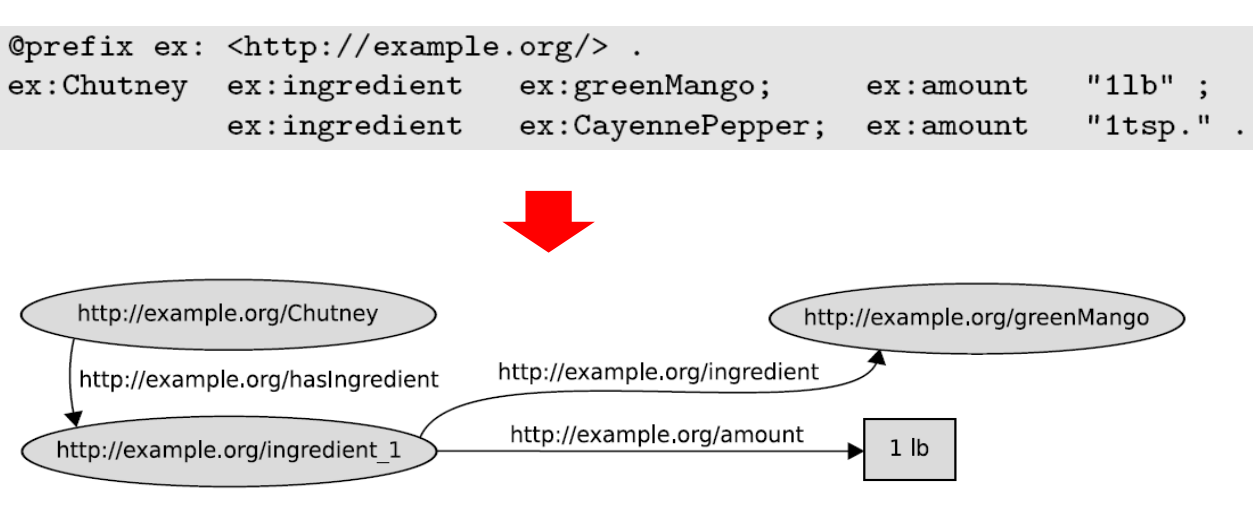 @prefix ex: <http://example.org/> .
ex:Chutney ex:ingredient ex:greenMango; ex:amount "1lb" ;
ex:ingredient ex:CayennePepper; ex:amount "1tsp." .
http://example.org/Chutney
http://example.org/greenMango
http://example.org/hasIngredient
http://example.org/ingredient
http://example.org/ingredient_1
http://example.org/amount
1 lb